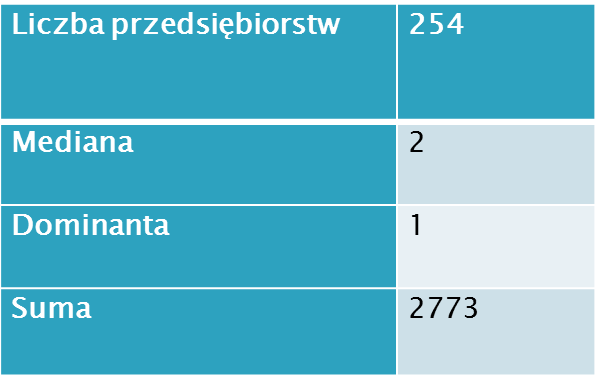 Liczba przedsiębiorstw 254
Mediana 2
Dominanta 1
Suma 2773